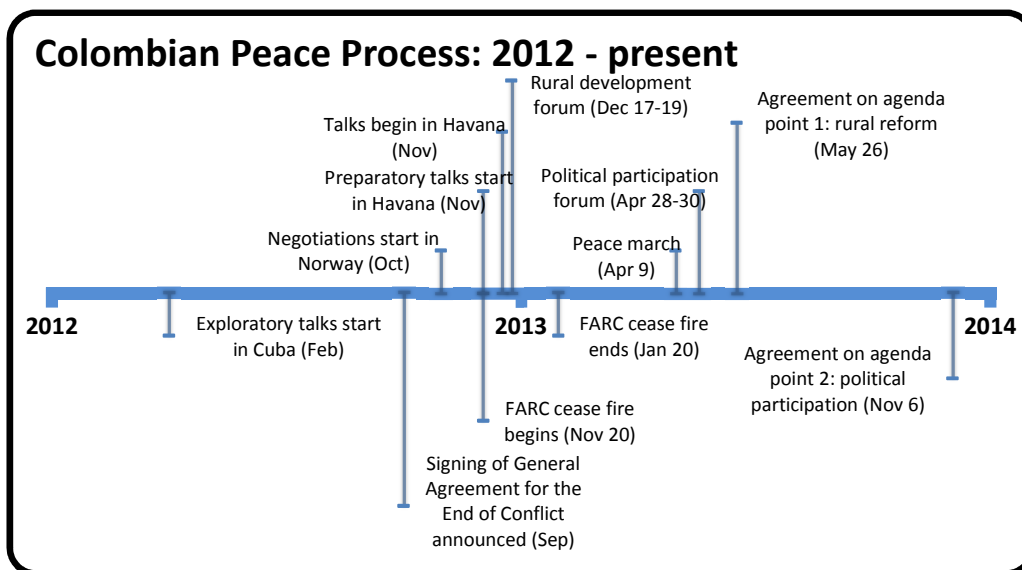 Colombian Peace Process: 2012 - present
Rural development
forum (Dec 17-19)
Agreement on agenda
point 1: rural reform
(May 26)
Talks begin in Havana
(Nov)
Preparatory talks start
in Havana (Nov)
Political participation
forum (Apr 28-30)
Negotiations start in
Norway (Oct)
Peace march
(Apr 9)
2012
2013
2014
Exploratory talks start
in Cuba (Feb)
FARC cease fire
ends (Jan 20)
Agreement on agenda
point 2: political
participation (Nov 6)
FARC cease fire
begins (Nov 20)
Signing of General
Agreement for the
End of Conflict
announced (Sep)